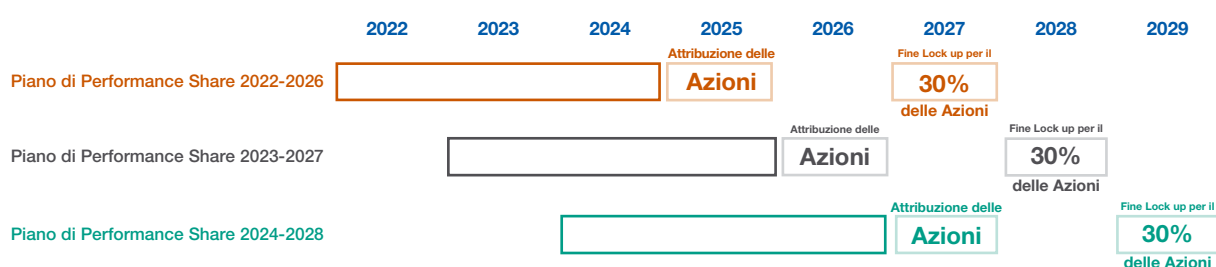 2022 2023 2024 2025 2026 2027 2028 2029
Attribuzione delle Fine Lock up per il
Piano di Performance Share 2022-2026 Azioni 30%
delle Azioni
Attribuzione delle Fine Lock up per il
Piano di Performance Share 2023-2027 Azioni 30%
delle Azioni
Attribuzione delle Fine Lock up per il
Piano di Performance Share 2024-2028 Azioni 30%
delle Azioni